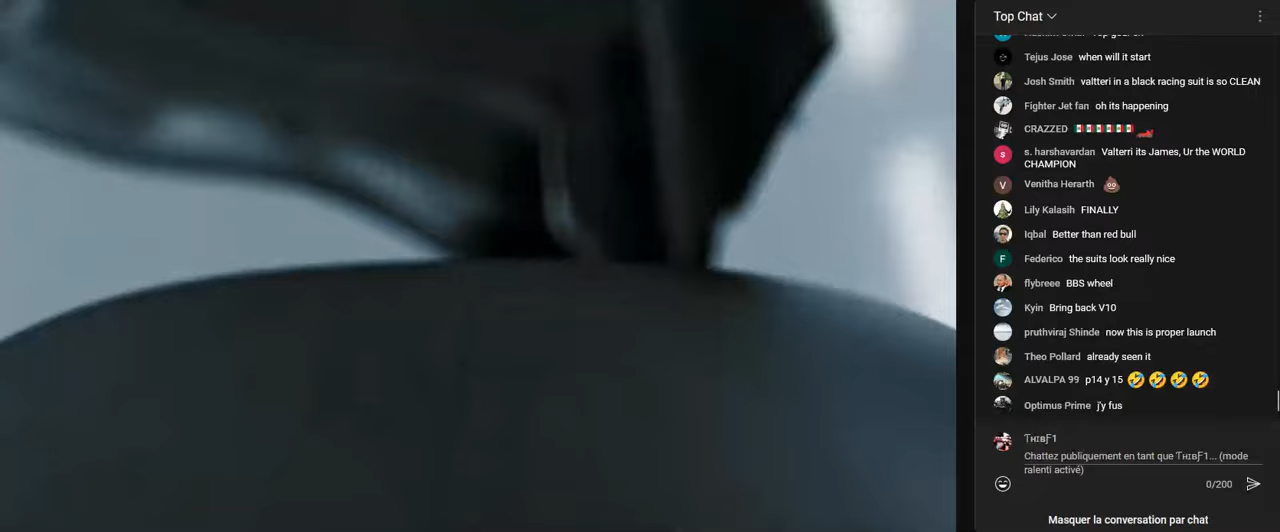 Top Chat
Tejus Jose when will it start
Josh Smith valtteri in a black racing suit is so CLEAN
Fighter Jet fan oh its happening
CRAZZED 🇲🇽🇲🇽🇲🇽🇲🇽🇲🇽🇲🇽
s. harshavardan Valterri its James, Ur the WORLD
CHAMPION
Venitha Herarth 💩
Lily Kalasih FINALLY
Iqbal Better than red bull
Federico the suits look really nice
flybreee BBS wheel
Kyin Bring back V10
pruthviraj Shinde now this is proper launch
Theo Pollard already seen it
ALVALPA 99 p14 y 15 🤣🤣🤣🤣
Optimus Prime j'y fus
ƬʜɪʙƑ1
Chattez publiquement en tant que ƬʜɪʙƑ1... (mode
ralenti activé)
0/200
Masquer la conversation par chat